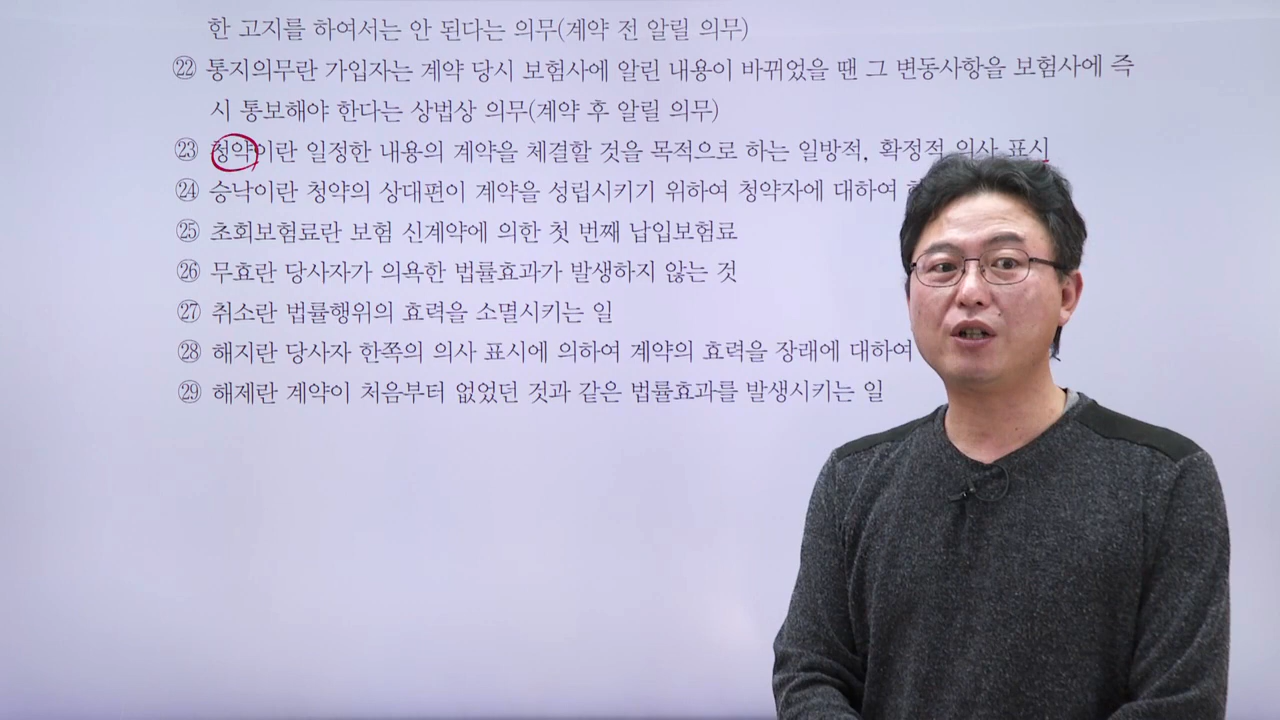 한 고지를 하여서는 안 된다는 의무(계약 전 알릴 의무)
㉒ 통지의무란 가입자는 계약 당시 보험사에 알린 내용이 바뀌었을 땐 그 변동사항을 보험사에 즉
시 통보해야 한다는 상법상 의무(계약 후 알릴 의무)
㉓ 청약이란 일정한 내용의 계약을 체결할 것을 목적으로 하는 일방적, 확정적 의사 표시
㉔ 승낙이란 청약의 상대편이 계약을 성립시키기 위하여 청약자에 대하여
㉕ 초회보험료란 보험 신계약에 의한 첫 번째 납입보험료
㉖ 무효란 당사자가 의욕한 법률효과가 발생하지 않는 것
㉗ 취소란 법률행위의 효력을 소멸시키는 일
㉘ 해지란 당사자 한쪽의 의사 표시에 의하여 계약의 효력을 장래에 대하여
㉙ 해제란 계약이 처음부터 없었던 것과 같은 법률효과를 발생시키는 일